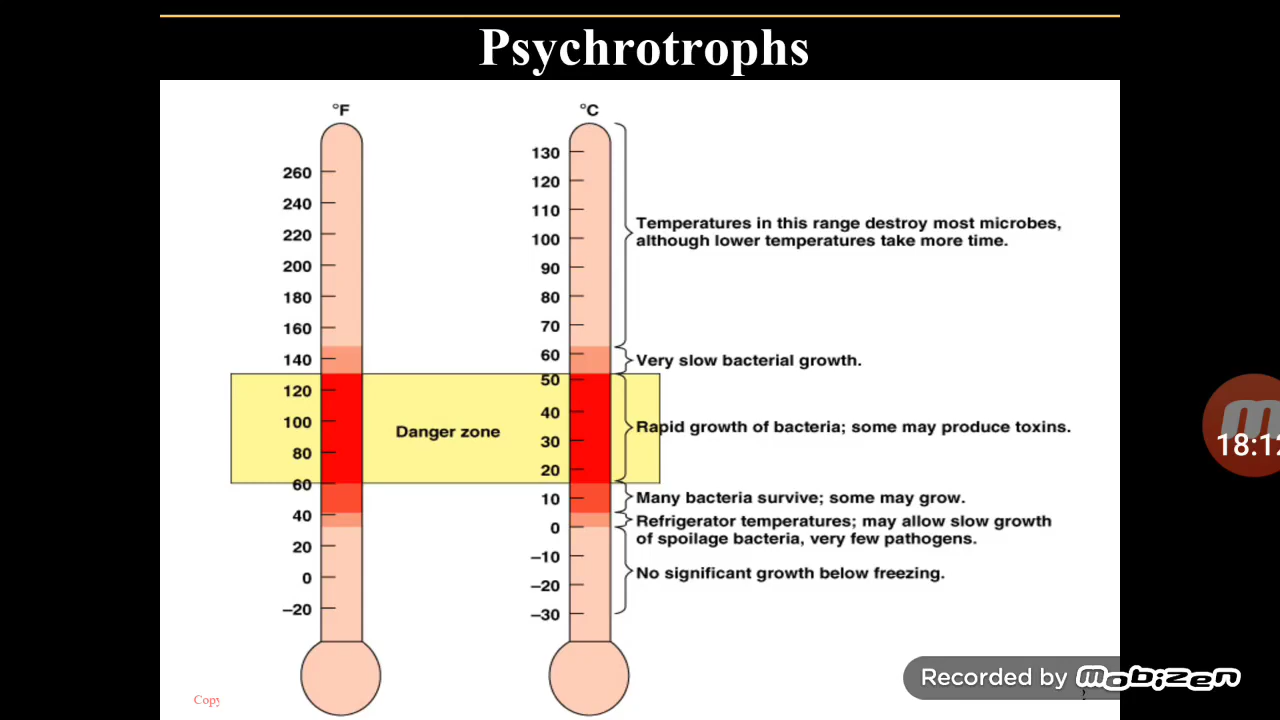 Psychrotrophs
°F
°C
260
240
220
200
180
160
140
120
100
80
60
40
20
0
–20
130
120
110
100
90
80
70
60
50
40
30
20
10
0
–10
–20
–30
Temperatures in this range destroy most microbes,
although lower temperatures take more time.
Very slow bacterial growth.
Danger zone
Rapid growth of bacteria; some may produce toxins.
Many bacteria survive; some may grow.
Refrigerator temperatures; may allow slow growth
of spoilage bacteria, very few pathogens.
No significant growth below freezing.
18:12
Recorded by mobizen
Copy